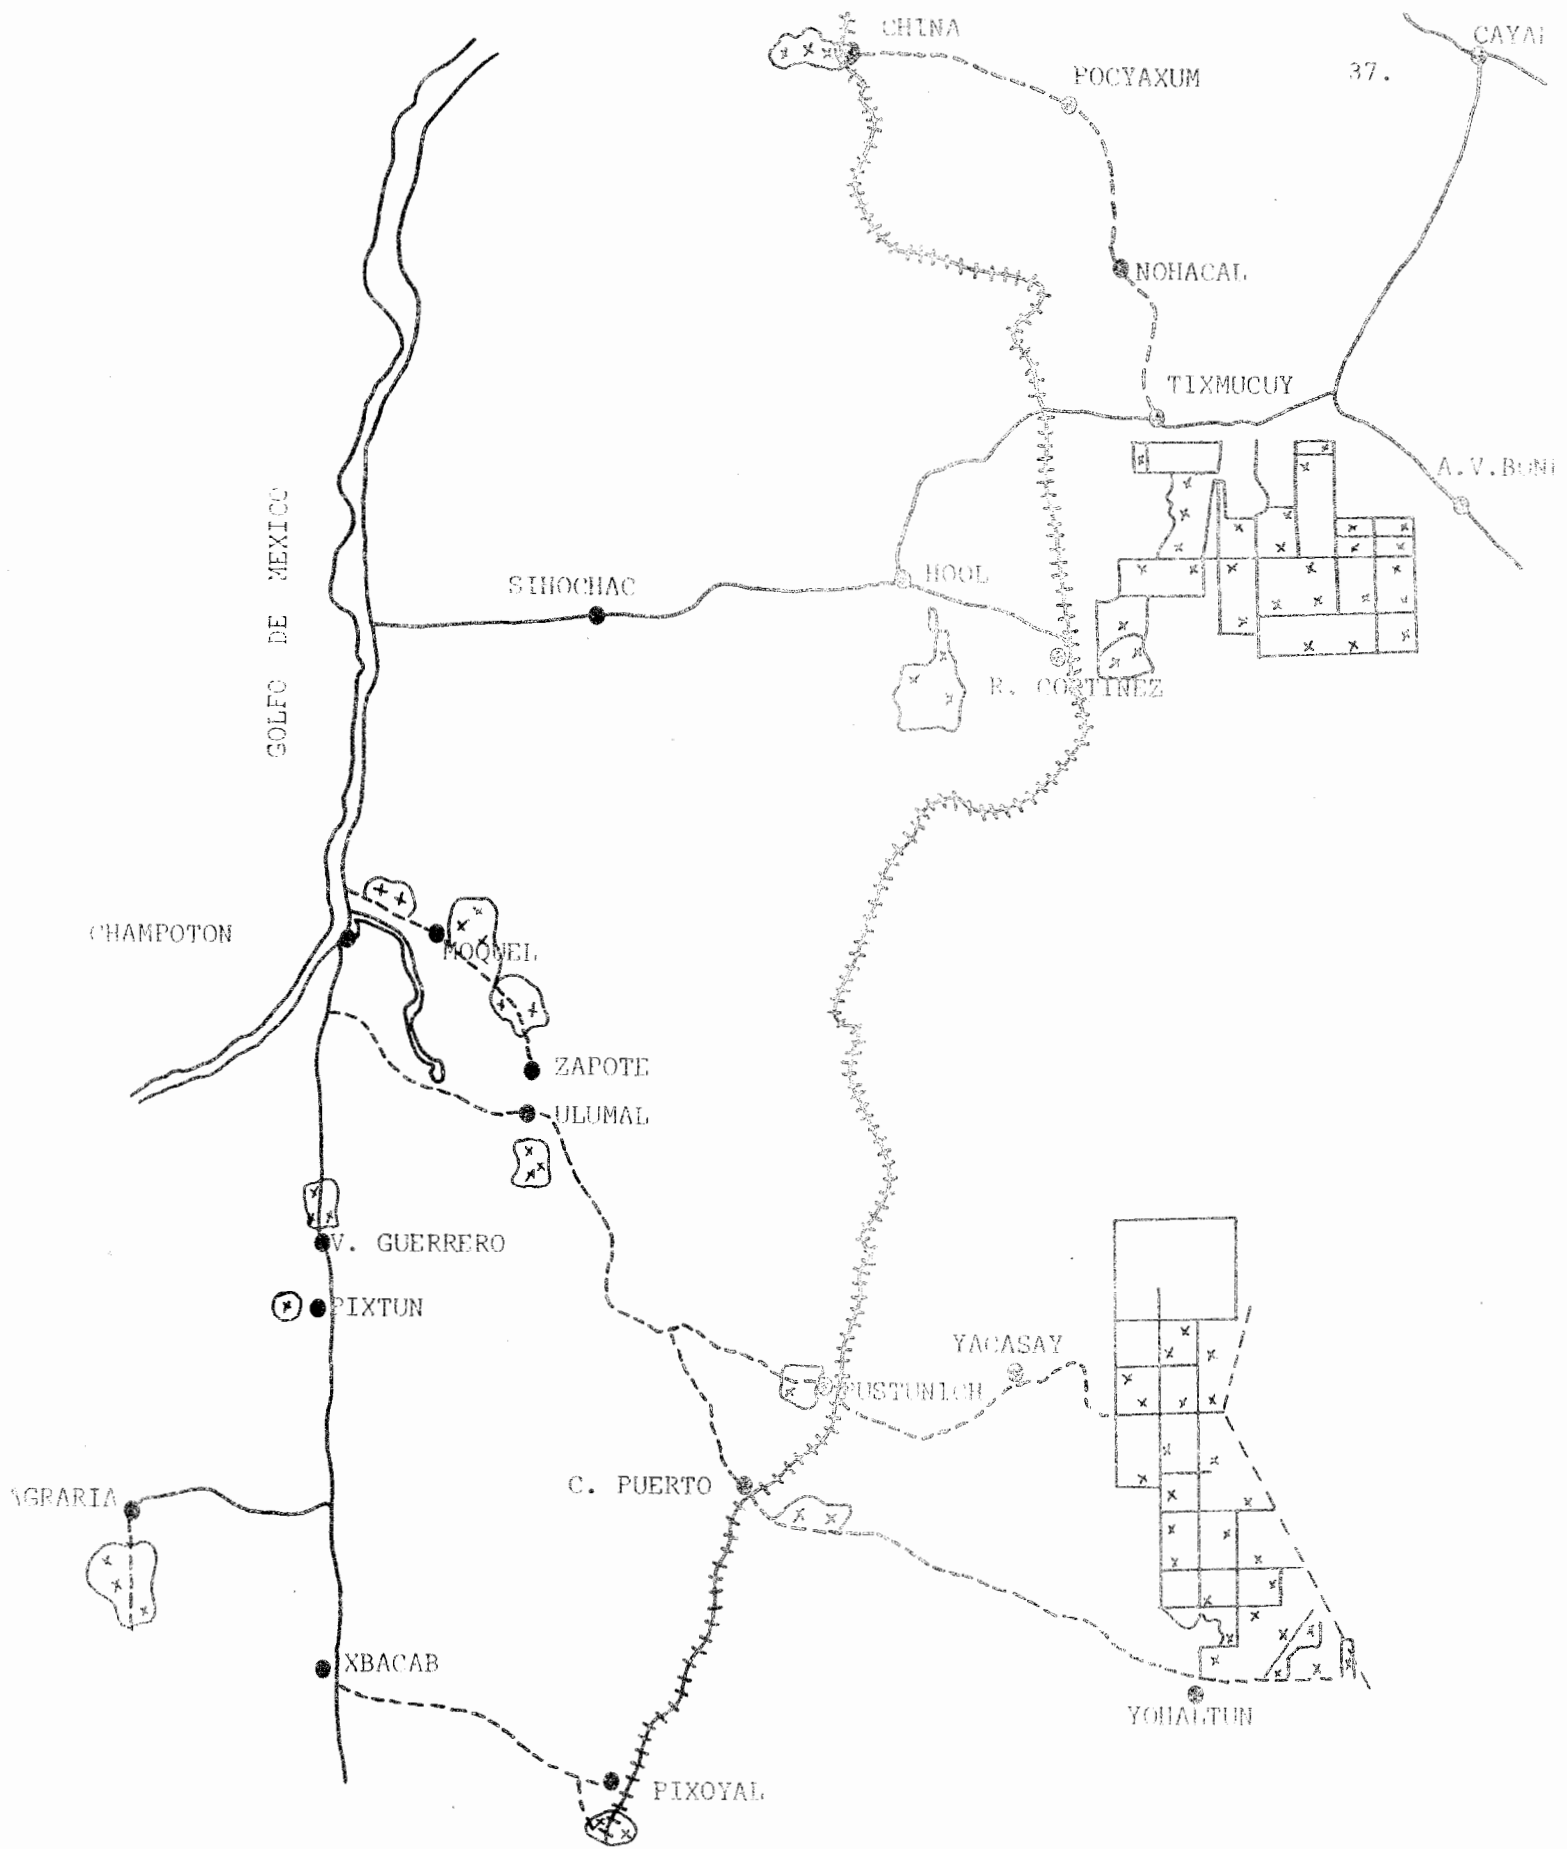 CHINA
CAYAL
37.
POCYAXUM
NOHACAL
TIXMUCUY
A.V.BON
GOLFO DE MEXICO
SIHOCHAC
HOOL
R. CORTINEZ
CHAMPOTON
MOQUEL
ZAPOTE
ULUMAL
V. GUERRERO
PIXTUN
YACASAY
PUSTUNICH
C. PUERTO
AGRARIA
XBACAB
YOHALTUN
PIXOYAL